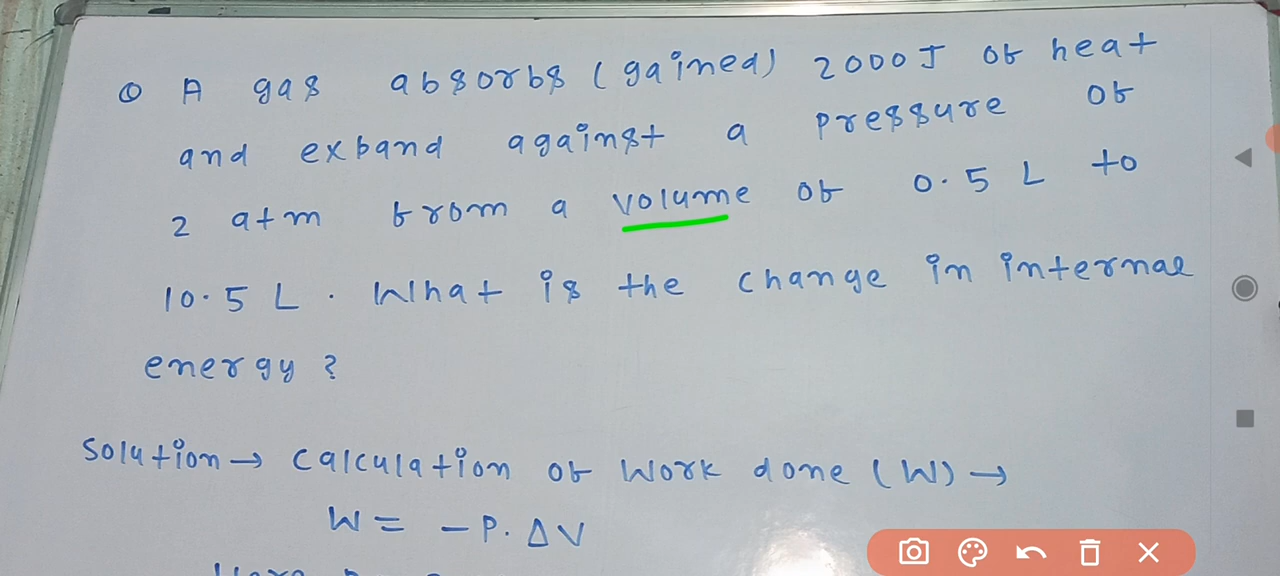 Q A gas absorbs (gained) 2000 J of heat
and expand against a pressure of
2 atm from a volume of 0.5 L to
10.5 L. What is the change in internal
energy?
Solution → Calculation of Work done (W) →
W = - P. ΔV